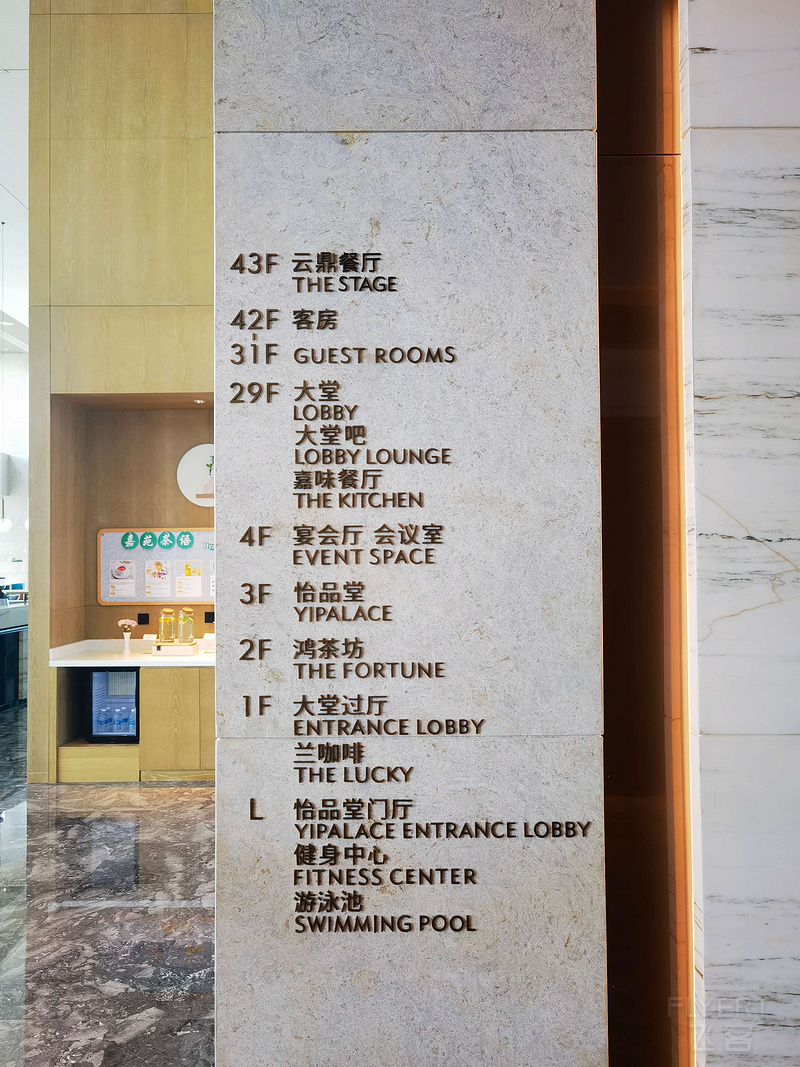 43F 云鼎餐厅
THE STAGE
42F 客房
31F GUEST ROOMS
29F 大堂
LOBBY
大堂吧
LOBBY LOUNGE
嘉味餐厅
THE KITCHEN
4F 宴会厅 会议室
EVENT SPACE
3F 怡品堂
YIPALACE
2F 鸿茶坊
THE FORTUNE
1F 大堂过厅
ENTRANCE LOBBY
兰咖啡
THE LUCKY
L 怡品堂门厅
YIPALACE ENTRANCE LOBBY
健身中心
FITNESS CENTER
游泳池
SWIMMING POOL
嘉苑茶语
FLYERT
飞客